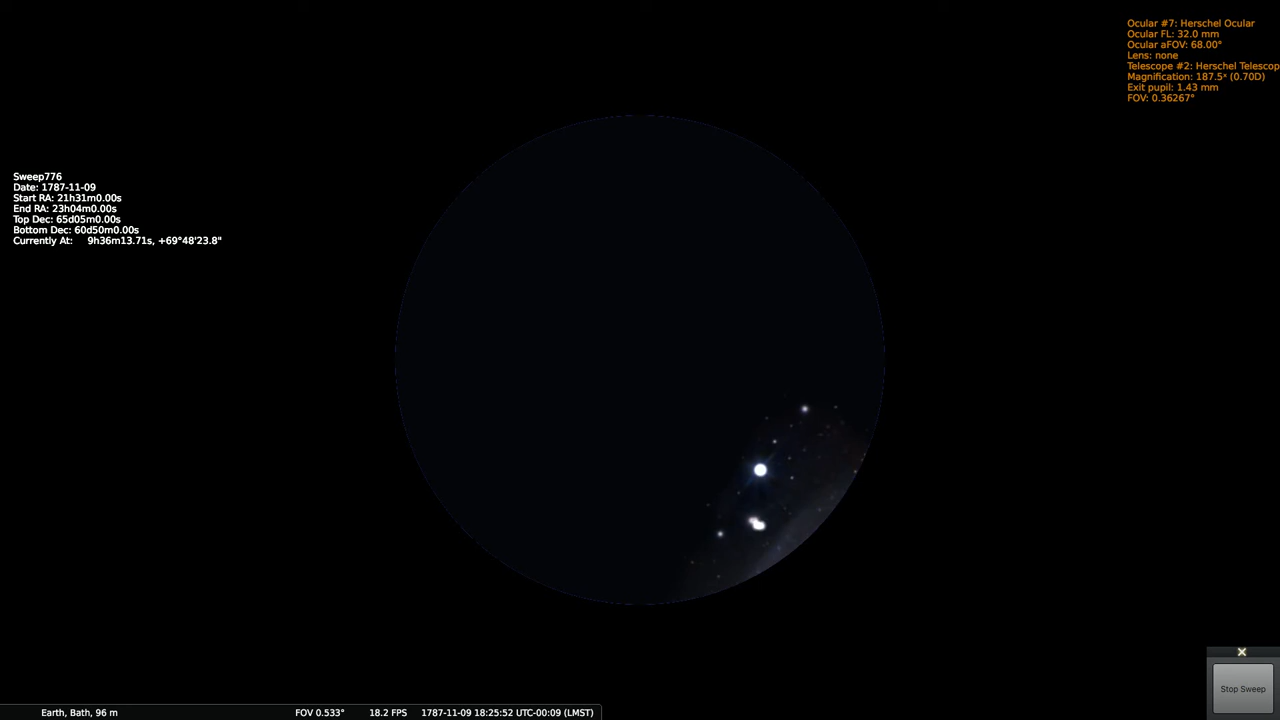 Ocular #7: Herschel Ocular
Ocular FL: 32.0 mm
Ocular aFOV: 68.00°
Lens: none
Telescope #2: Herschel Telescop
Magnification: 187.5ˣ (0.70D)
Exit pupil: 1.43 mm
FOV: 0.36267°
Sweep776
Date: 1787-11-09
Start RA: 21h31m0.00s
End RA: 23h04m0.00s
Top Dec: 65d05m0.00s
Bottom Dec: 60d50m0.00s
Currently At: 9h36m13.71s, +69°48'23.8"
Stop Sweep
Earth, Bath, 96 m FOV 0.533° 18.2 FPS 1787-11-09 18:25:52 UTC-00:09 (LMST)